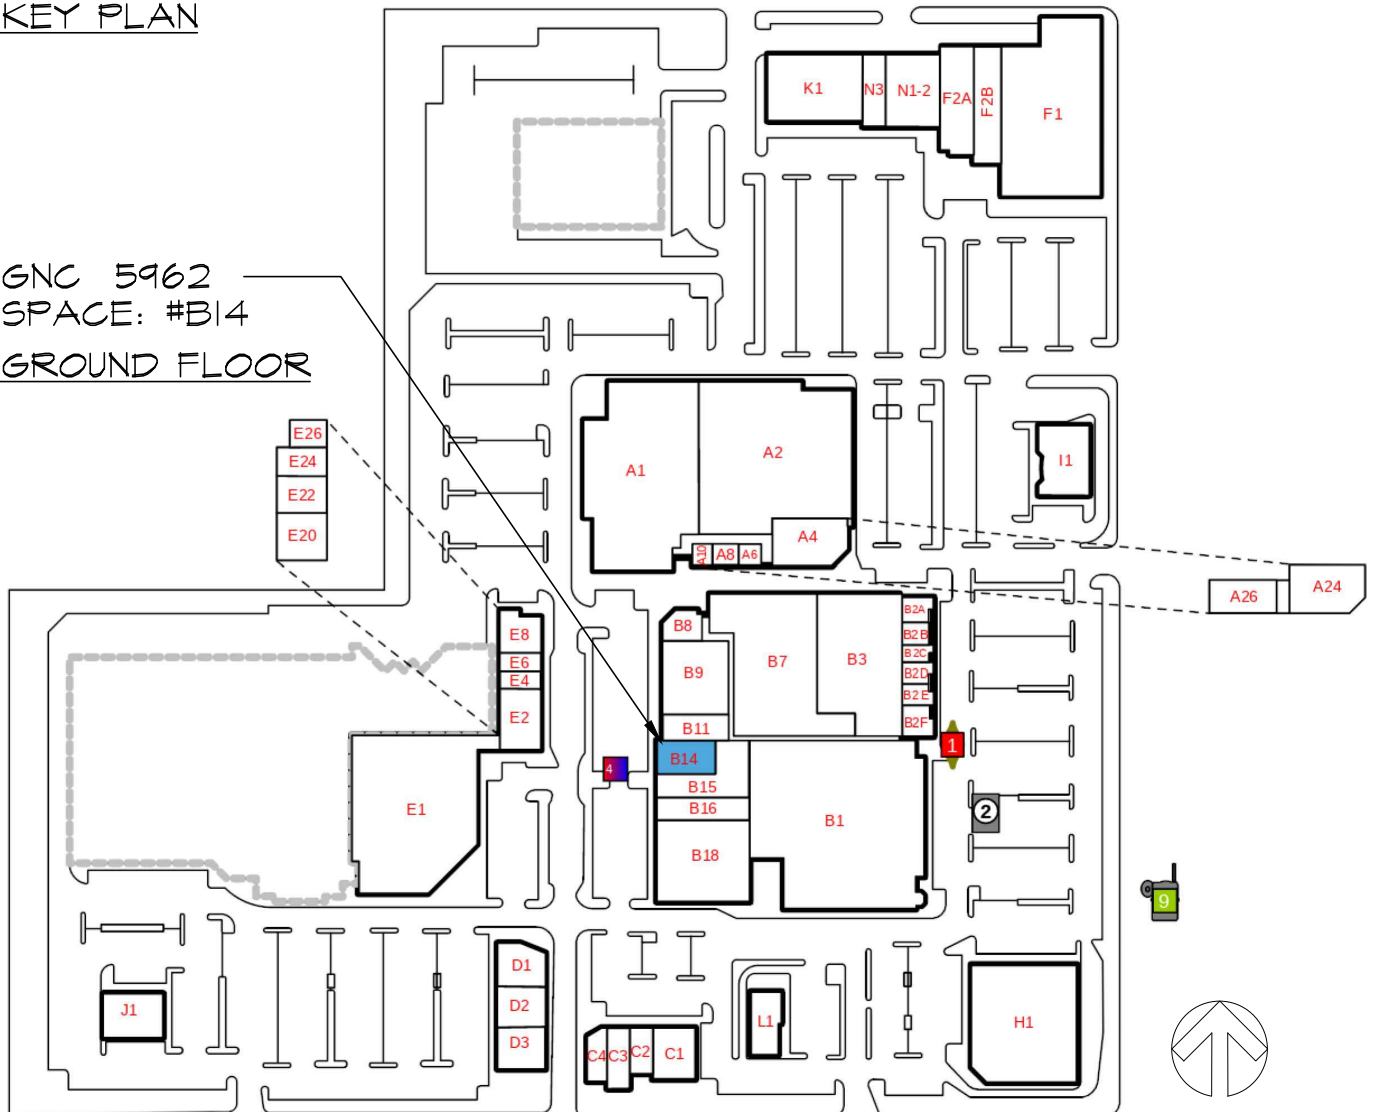 KEY PLAN
K1
N3
N1-2
F2A
F2B
F1
GNC 5962
SPACE: #B14
GROUND FLOOR
E26
E24
E22
E20
A1
A2
A4
A10
A8
A6
I1
A26
A24
E8
E6
E4
E2
E1
B8
B9
B11
B7
B3
B2A
B2B
B2C
B2D
B2E
B2F
B14
B15
B16
B18
B1
4
1
2
9
J1
D1
D2
D3
C4
C3
C2
C1
L1
H1